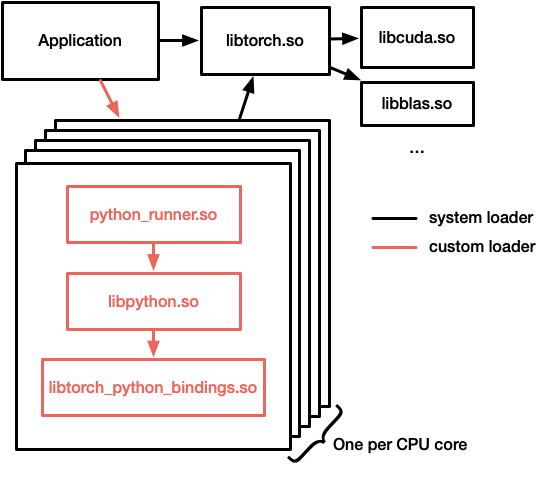 Application
libtorch.so
libcuda.so
libblas.so
...
python_runner.so
libpython.so
libtorch_python_bindings.so
system loader
custom loader
One per CPU core